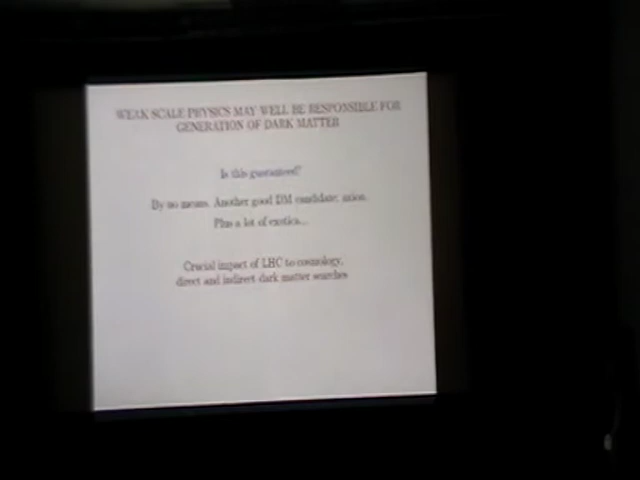 WEAK SCALE PHYSICS MAY WELL BE RESPONSIBLE FOR
GENERATION OF DARK MATTER
Is this guaranteed?
By no means. Another good DM candidate: axion.
Plus a lot of exotics...
Crucial impact of LHC to cosmology,
direct and indirect dark matter searches